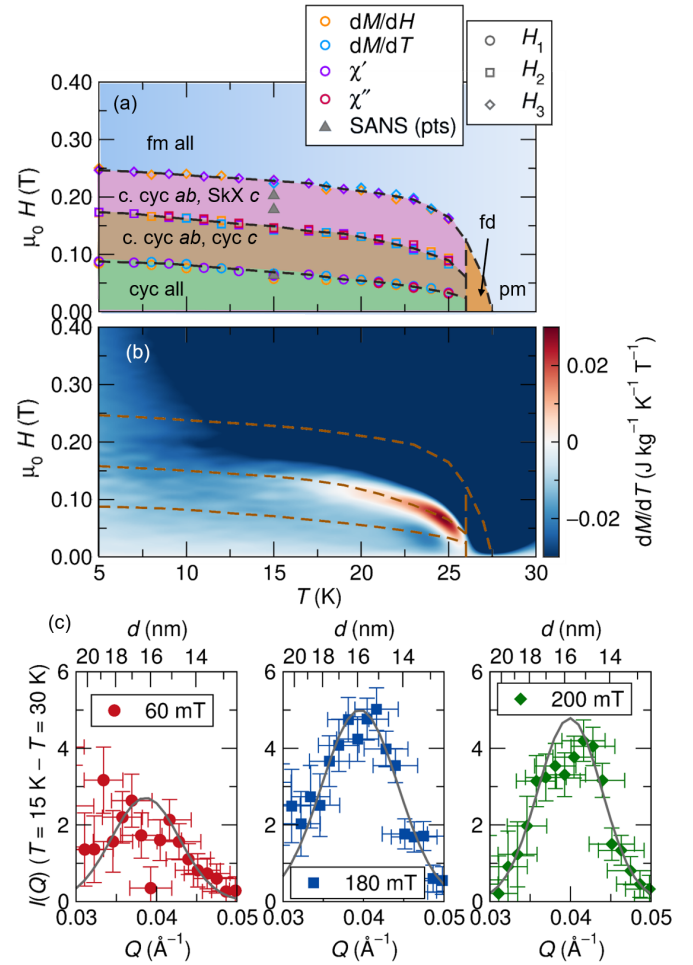 dM/dH
dM/dT
χ′
χ″
SANS (pts)
H1
H2
H3
(a)
fm all
c. cyc ab, SkX c
c. cyc ab, cyc c
cyc all
fd
pm
0.40
0.30
0.20
0.10
0.00
μ0 H (T)
(b)
0.40
0.30
0.20
0.10
0.00
μ0 H (T)
5 10 15 20 25 30
T (K)
0.02
0
−0.02
dM/dT (J kg−1 K−1 T−1)
(c)
d (nm) d (nm) d (nm)
20 18 17 16 14 20 18 17 16 14 20 18 17 16 14
60 mT
180 mT
200 mT
6 6 6
4 4 4
2 2 2
0 0 0
I(Q) (T = 15 K − T = 30 K)
0.03 0.04 0.05 0.03 0.04 0.05 0.03 0.04 0.05
Q (Å−1) Q (Å−1) Q (Å−1)